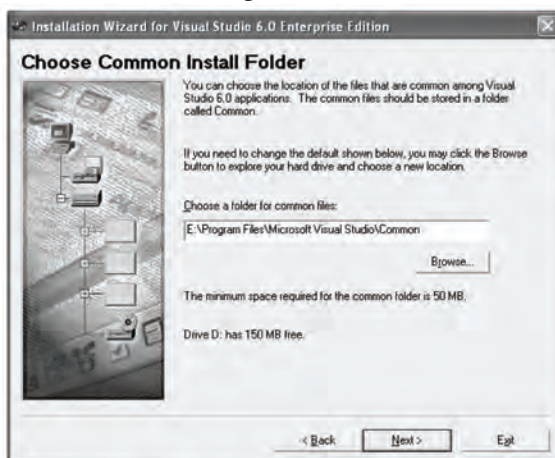 Installation Wizard for Visual Studio 6.0 Enterprise Edition
Choose Common Install Folder
You can choose the location of the files that are common among Visual
Studio 6.0 applications. The common files should be stored in a folder
called Common.
If you need to change the default shown below, you may click the Browse
button to explore your hard drive and choose a new location.
Choose a folder for common files:
E:\Program Files\Microsoft Visual Studio\Common
Browse...
The minimum space required for the common folder is 50 MB.
Drive D: has 150 MB free.
< Back
Next >
Exit